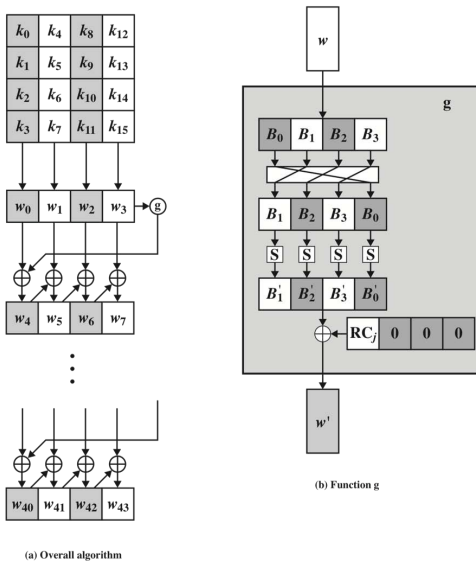 k0 k4 k8 k12
k1 k5 k9 k13
k2 k6 k10 k14
k3 k7 k11 k15
w0 w1 w2 w3 g
w4 w5 w6 w7
w40 w41 w42 w43
(a) Overall algorithm
w
g
B0 B1 B2 B3
B1 B2 B3 B0
S S S S
B'1 B'2 B'3 B'0
RCj 0 0 0
w'
(b) Function g